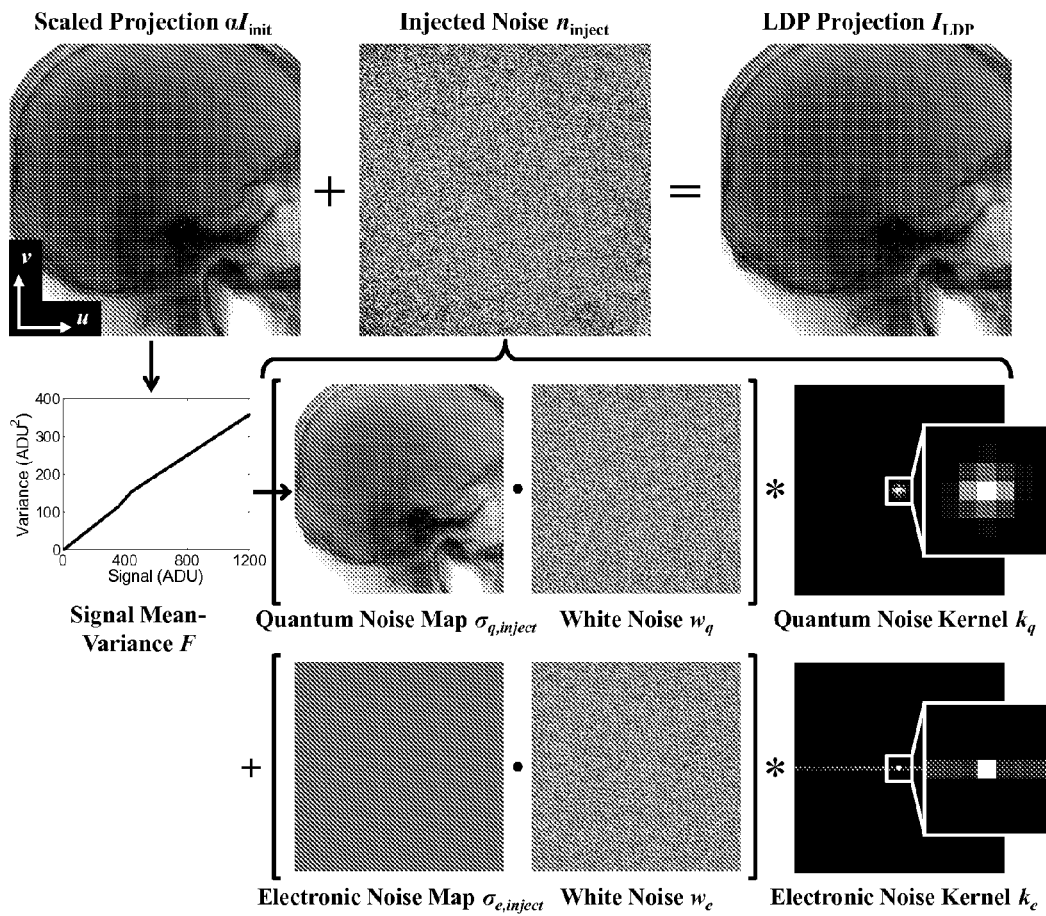 Scaled Projection αI_init
Injected Noise n_inject
LDP Projection I_LDP
+
=
v
u
400
300
200
100
0
Variance (ADU²)
0 400 800 1200
Signal (ADU)
Signal Mean-
Variance F
[ • ] *
Quantum Noise Map σ_q,inject
White Noise w_q
Quantum Noise Kernel k_q
+ [ • ] *
Electronic Noise Map σ_e,inject
White Noise w_e
Electronic Noise Kernel k_e